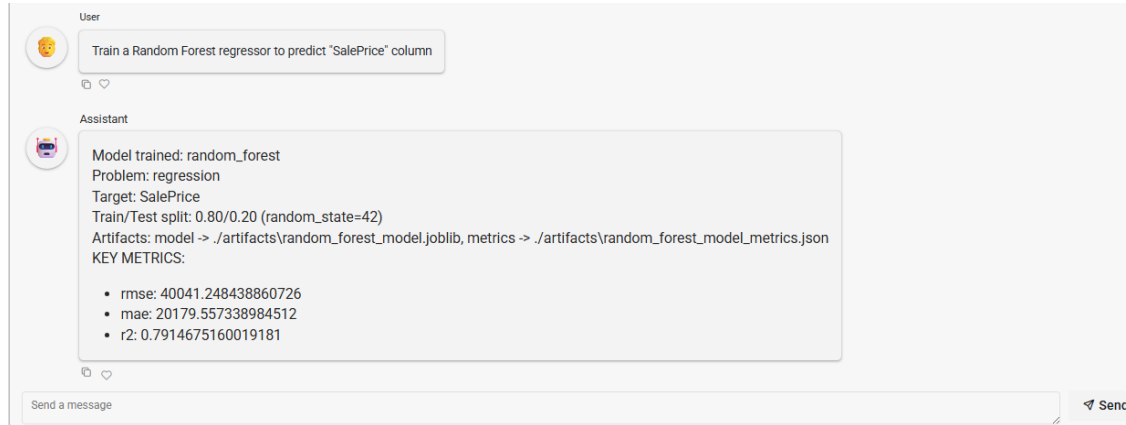 User
Train a Random Forest regressor to predict "SalePrice" column
Assistant
Model trained: random_forest
Problem: regression
Target: SalePrice
Train/Test split: 0.80/0.20 (random_state=42)
Artifacts: model -> ./artifacts\random_forest_model.joblib, metrics -> ./artifacts\random_forest_model_metrics.json
KEY METRICS:
• rmse: 40041.248438860726
• mae: 20179.557338984512
• r2: 0.7914675160019181
Send a message
Send